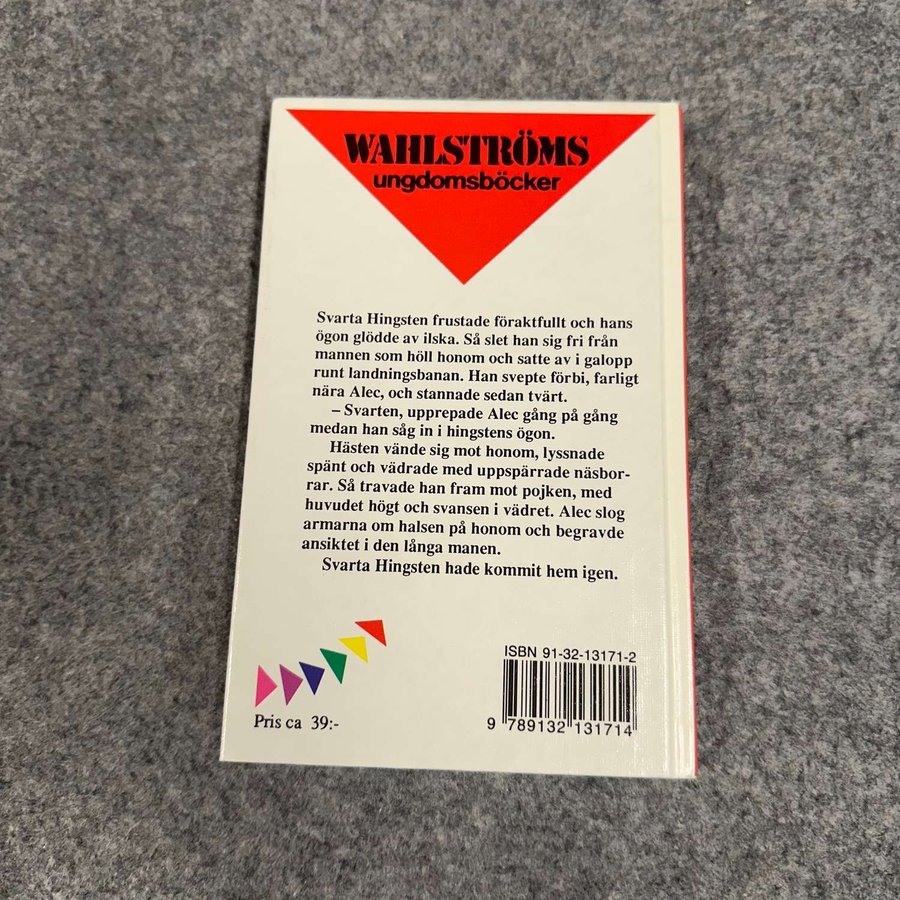 WAHLSTRÖMS
ungdomsböcker
Svarta Hingsten frustade föraktfullt och hans
ögon glödde av ilska. Så slet han sig fri från
mannen som höll honom och satte av i galopp
runt landningsbanan. Han svepte förbi, farligt
nära Alec, och stannade sedan tvärt.
– Svarten, upprepade Alec gång på gång
medan han såg in i hingstens ögon.
Hästen vände sig mot honom, lyssnade
spänt och vädrade med uppspärrade näsbor-
rar. Så travade han fram mot pojken, med
huvudet högt och svansen i vädret. Alec slog
armarna om halsen på honom och begravde
ansiktet i den långa manen.
Svarta Hingsten hade kommit hem igen.
ISBN 91-32-13171-2
Pris ca 39:-
9 789132 131714